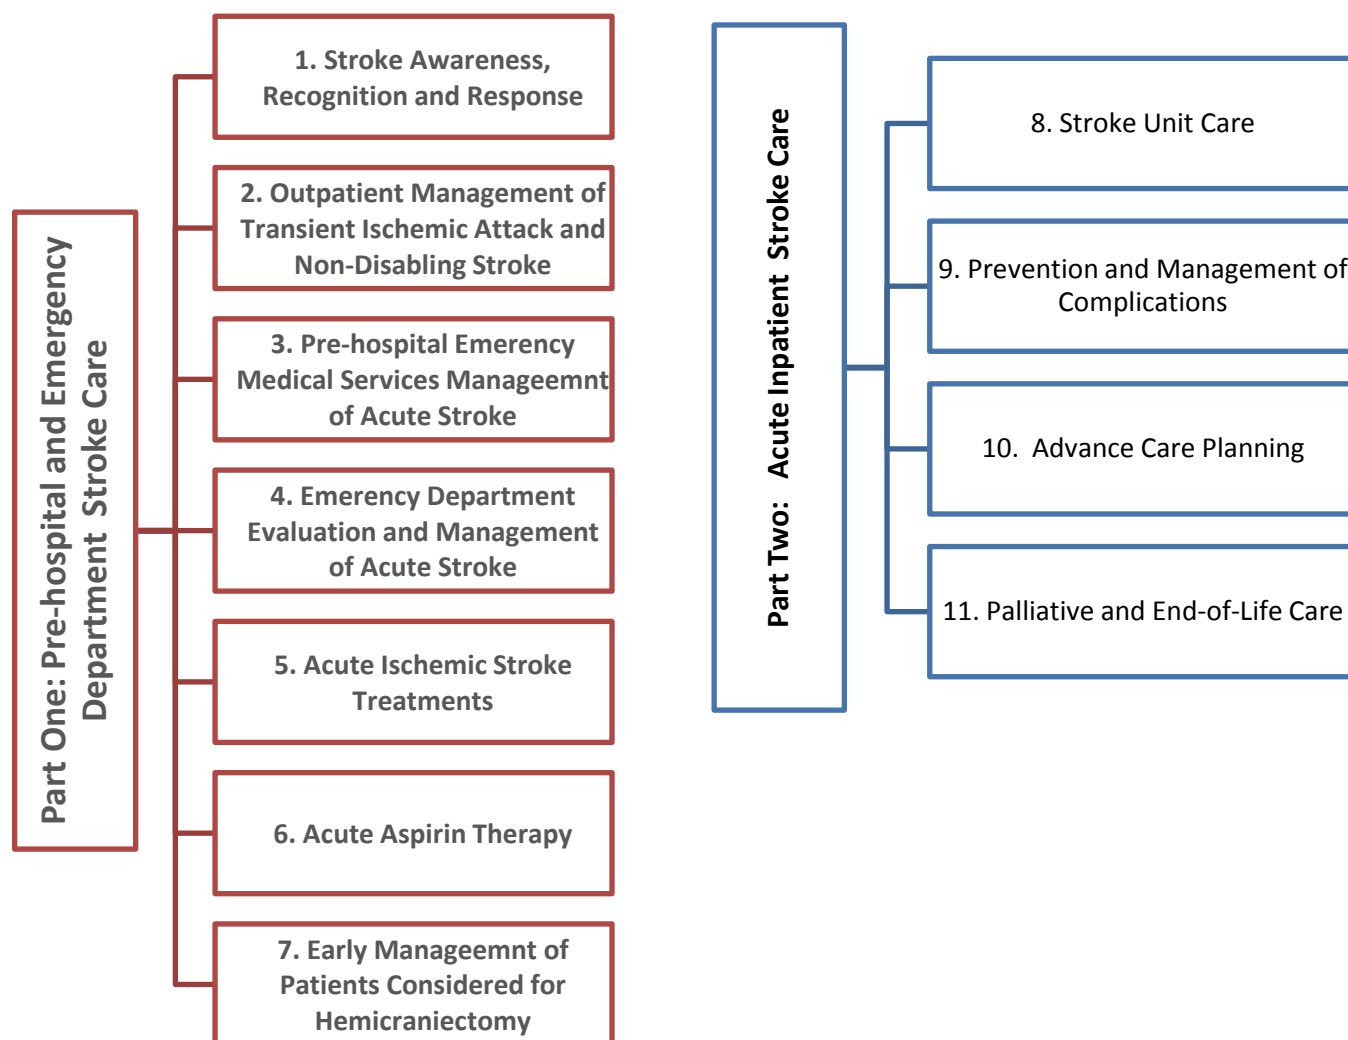 Part One: Pre-hospital and Emergency
Department Stroke Care
1. Stroke Awareness,
Recognition and Response
2. Outpatient Management of
Transient Ischemic Attack and
Non-Disabling Stroke
3. Pre-hospital Emerency
Medical Services Manageemnt
of Acute Stroke
4. Emerency Department
Evaluation and Management
of Acute Stroke
5. Acute Ischemic Stroke
Treatments
6. Acute Aspirin Therapy
7. Early Manageemnt of
Patients Considered for
Hemicraniectomy
Part Two: Acute Inpatient Stroke Care
8. Stroke Unit Care
9. Prevention and Management of
Complications
10. Advance Care Planning
11. Palliative and End-of-Life Care